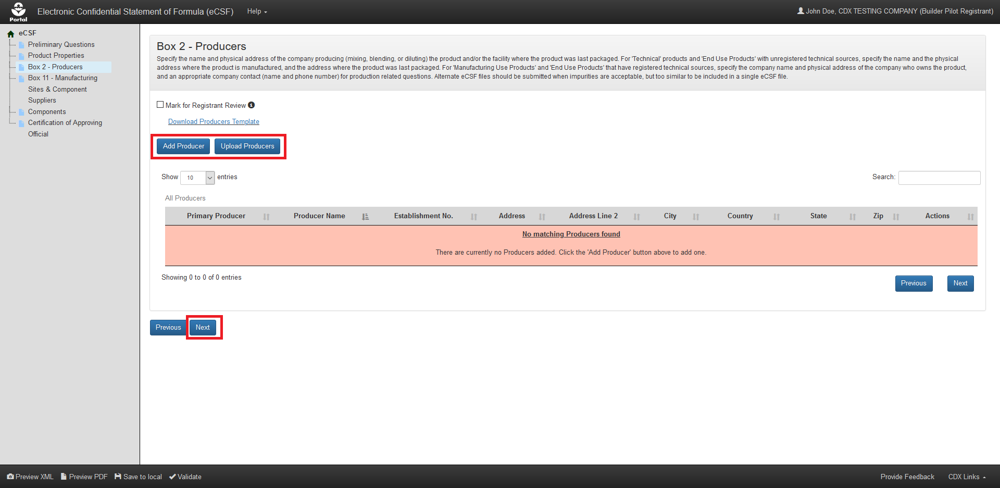 Portal
Electronic Confidential Statement of Formula (eCSF)
Help
John Doe, CDX TESTING COMPANY (Builder Pilot Registrant)
eCSF
Preliminary Questions
Product Properties
Box 2 - Producers
Box 11 - Manufacturing
Sites & Component
Suppliers
Components
Certification of Approving
Official
Box 2 - Producers
Specify the name and physical address of the company producing (mixing, blending, or diluting) the product and/or the facility where the product was last packaged. For 'Technical' products and 'End Use Products' with unregistered technical sources, specify the name and the physical
address where the product is manufactured, and the address where the product was last packaged. For 'Manufacturing Use Products' and 'End Use Products' that have registered technical sources, specify the company name and physical address of the company who owns the product,
and an appropriate company contact (name and phone number) for production related questions. Alternate eCSF files should be submitted when impurities are acceptable, but too similar to be included in a single eCSF file.
Mark for Registrant Review
Download Producers Template
Add Producer Upload Producers
Show 10 entries Search:
All Producers
Primary Producer Producer Name Establishment No. Address Address Line 2 City Country State Zip Actions
No matching Producers found
There are currently no Producers added. Click the 'Add Producer' button above to add one.
Showing 0 to 0 of 0 entries
Previous Next
Previous Next
Preview XML Preview PDF Save to local Validate Provide Feedback CDX Links